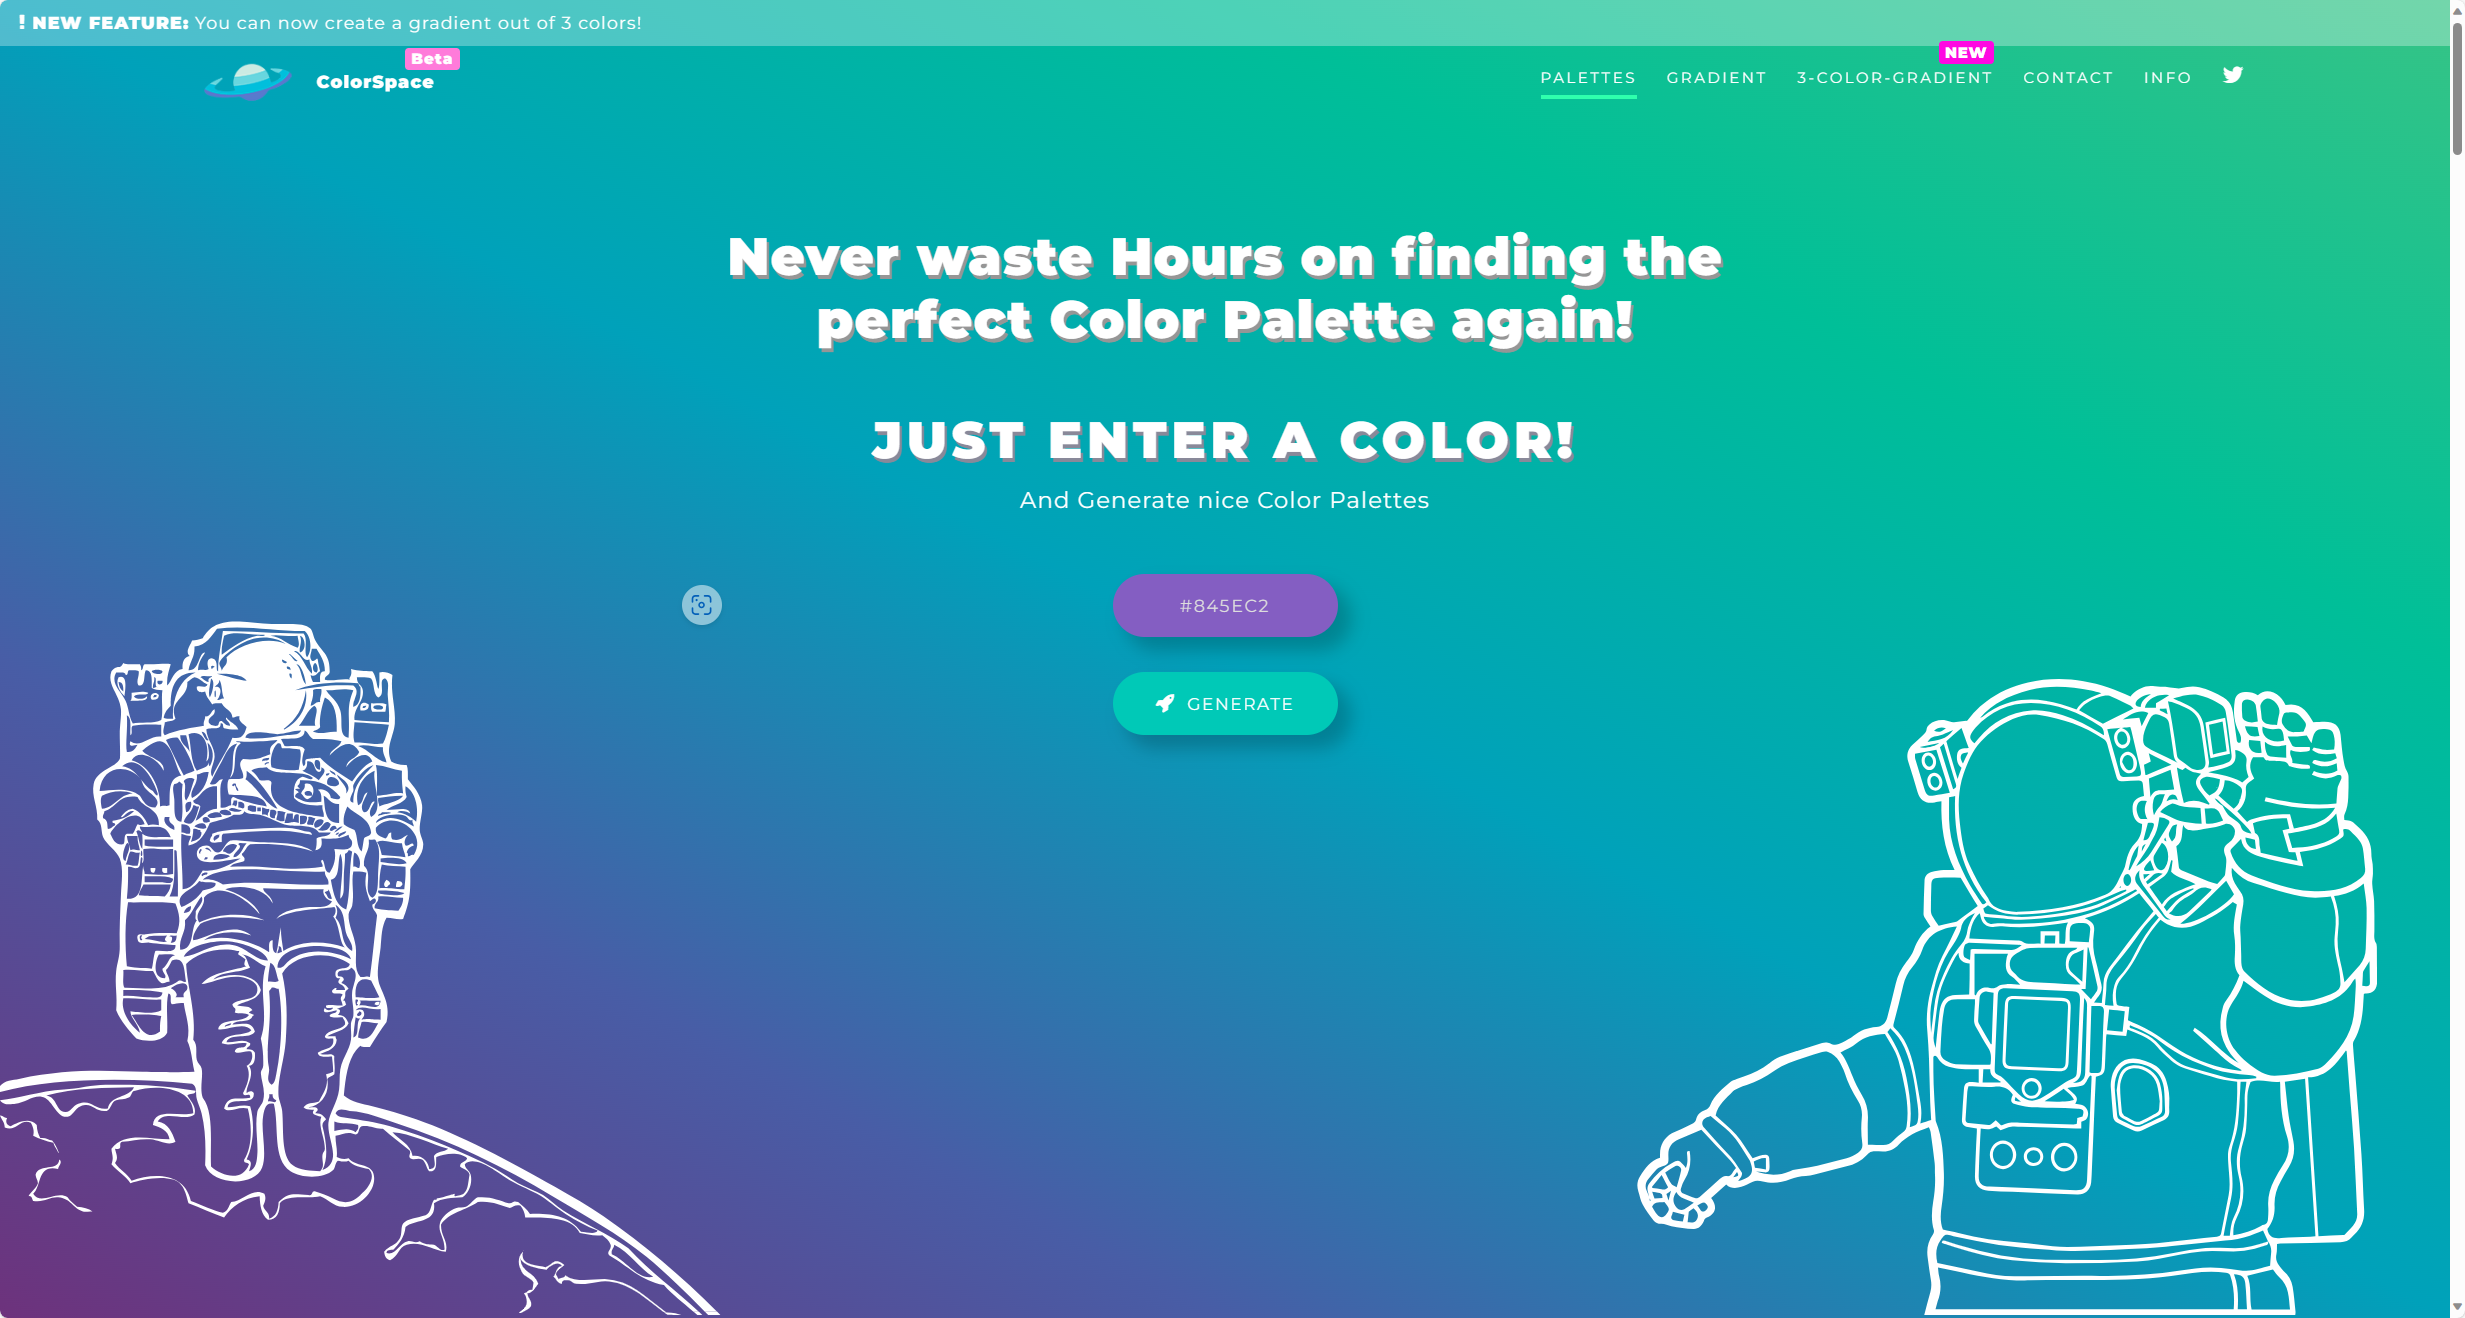 ! NEW FEATURE: You can now create a gradient out of 3 colors!
Beta
ColorSpace
PALETTES
GRADIENT
NEW
3-COLOR-GRADIENT
CONTACT
INFO
Never waste Hours on finding the
perfect Color Palette again!
JUST ENTER A COLOR!
And Generate nice Color Palettes
#845EC2
GENERATE